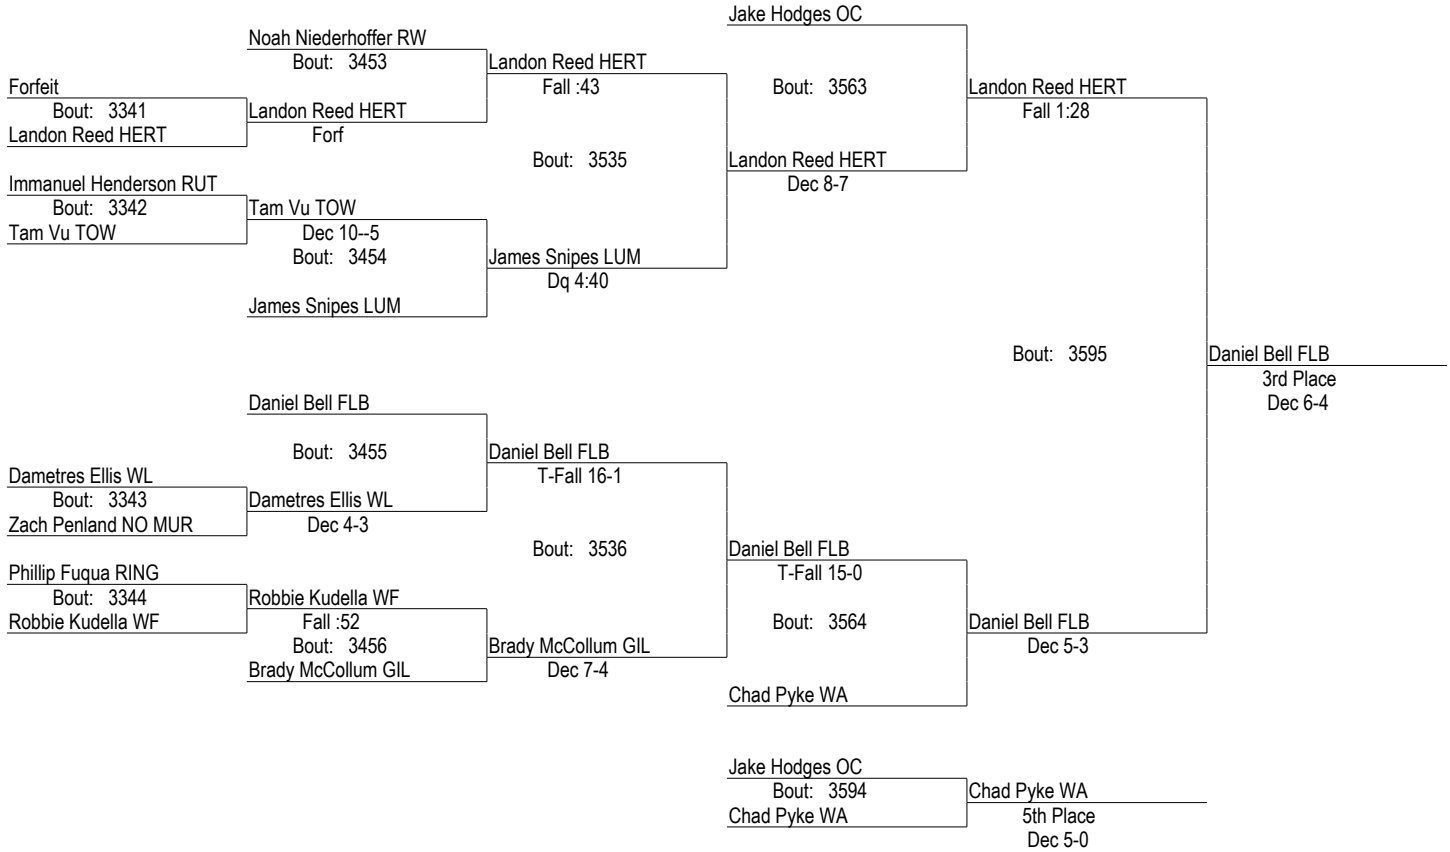 Jake Hodges OC
Noah Niederhoffer RW
Bout: 3453
Landon Reed HERT
Forfeit
Fall :43
Bout: 3563
Landon Reed HERT
Bout: 3341
Landon Reed HERT
Fall 1:28
Landon Reed HERT
Forf
Bout: 3535
Landon Reed HERT
Immanuel Henderson RUT
Dec 8-7
Bout: 3342
Tam Vu TOW
Tam Vu TOW
Dec 10--5
Bout: 3454
James Snipes LUM
Dq 4:40
James Snipes LUM
Bout: 3595
Daniel Bell FLB
3rd Place
Dec 6-4
Daniel Bell FLB
Bout: 3455
Daniel Bell FLB
Dametres Ellis WL
T-Fall 16-1
Bout: 3343
Dametres Ellis WL
Zach Penland NO MUR
Dec 4-3
Bout: 3536
Daniel Bell FLB
Phillip Fuqua RING
T-Fall 15-0
Bout: 3344
Robbie Kudella WF
Robbie Kudella WF
Fall :52
Bout: 3564
Daniel Bell FLB
Bout: 3456
Brady McCollum GIL
Dec 5-3
Brady McCollum GIL
Dec 7-4
Chad Pyke WA
Jake Hodges OC
Bout: 3594
Chad Pyke WA
Chad Pyke WA
5th Place
Dec 5-0